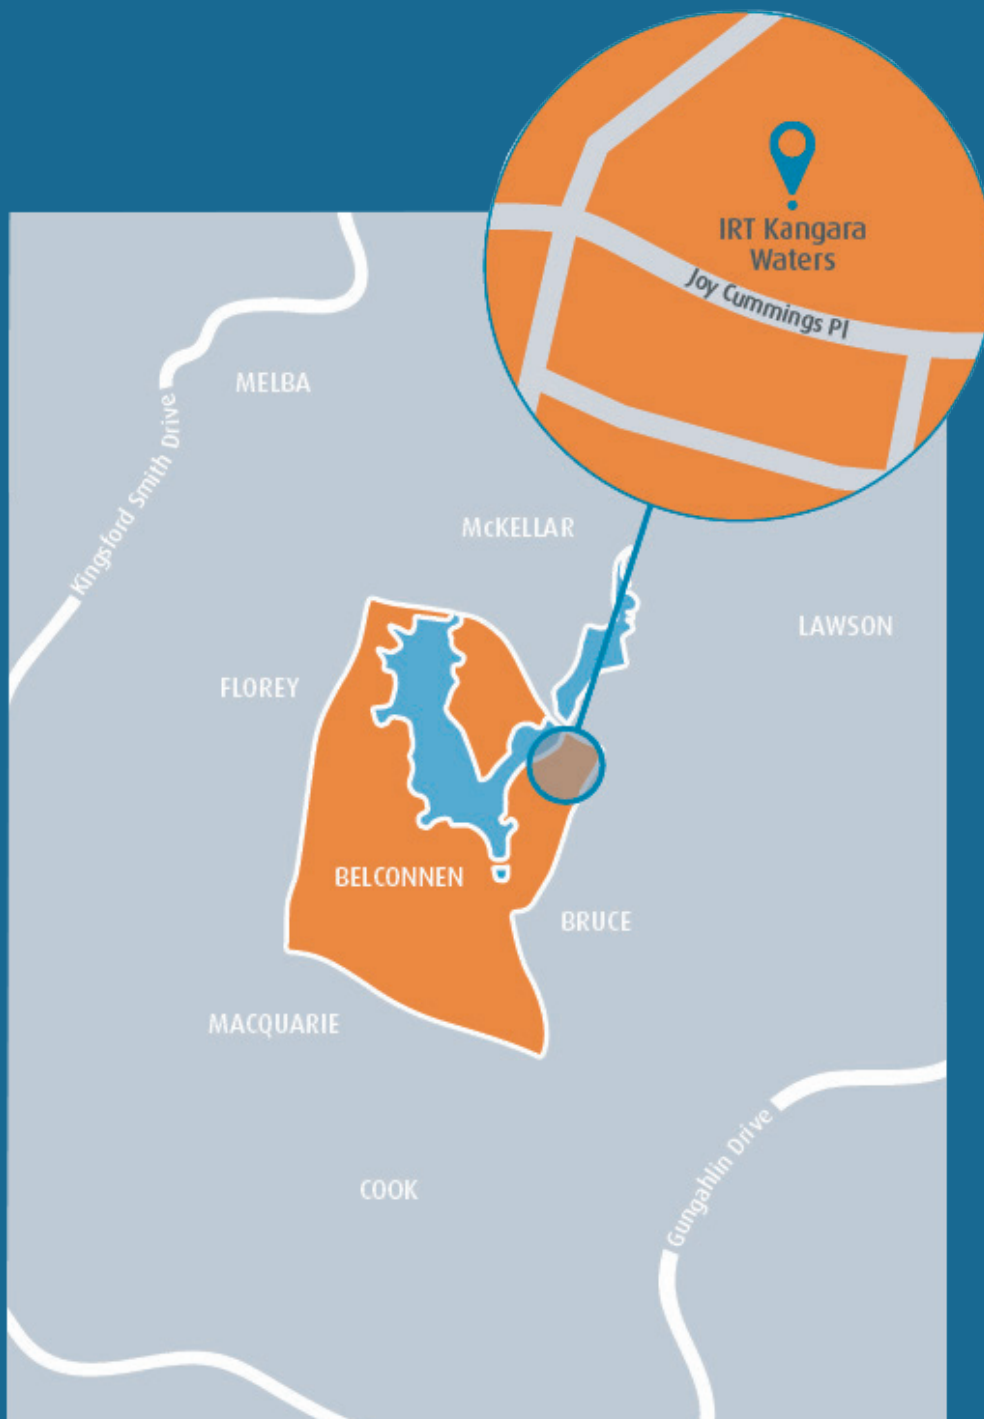 IRT Kangara
Waters
Joy Cummings Pl
MELBA
Kingsford Smith Drive
McKELLAR
LAWSON
FLOREY
BELCONNEN
BRUCE
MACQUARIE
Gungahlin Drive
COOK